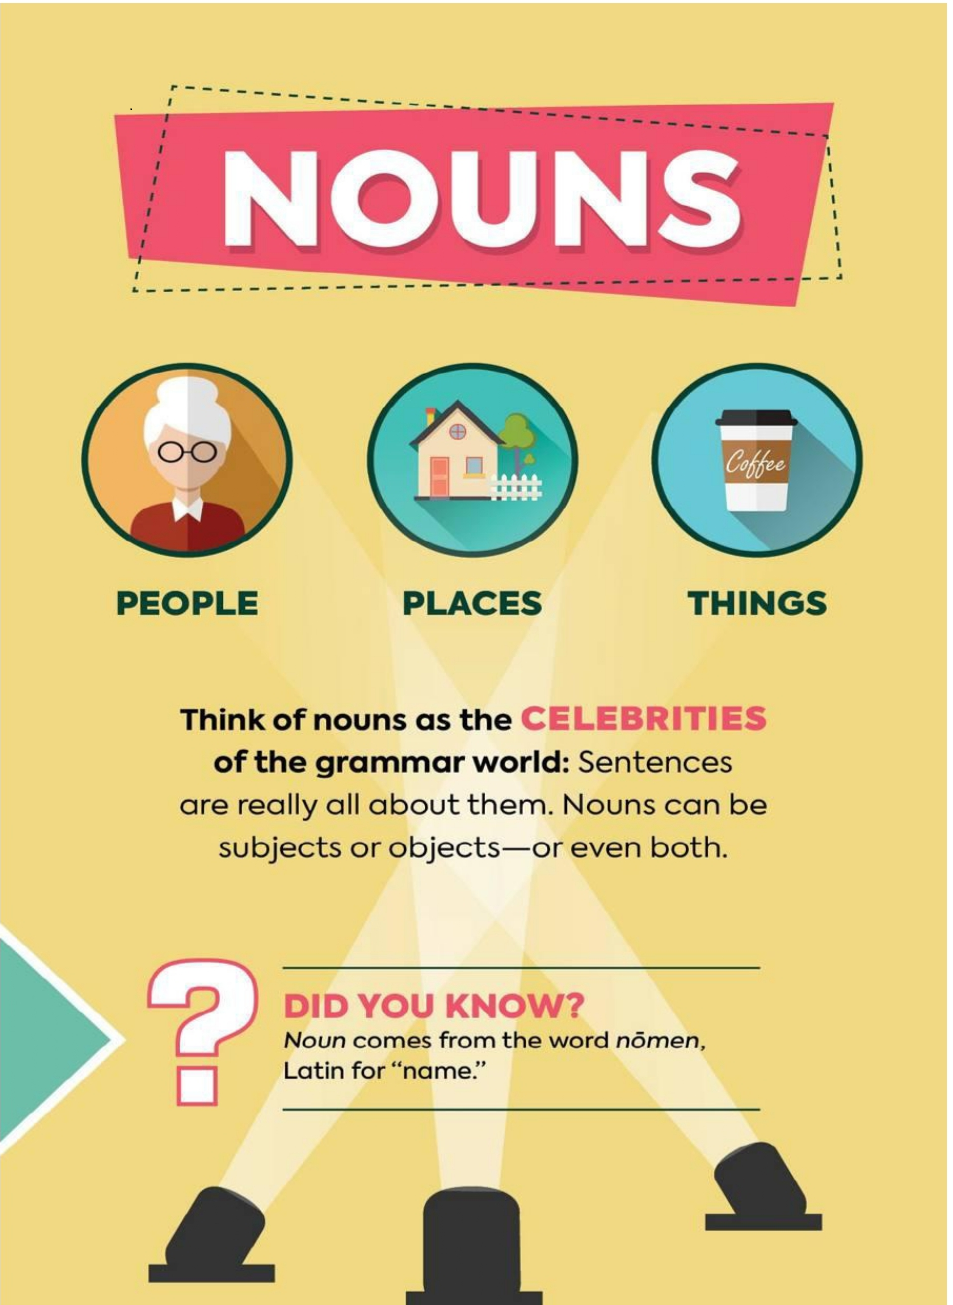 NOUNS
Coffee
PEOPLE
PLACES
THINGS
Think of nouns as the CELEBRITIES
of the grammar world: Sentences
are really all about them. Nouns can be
subjects or objects—or even both.
?
DID YOU KNOW?
Noun comes from the word nōmen,
Latin for “name.”